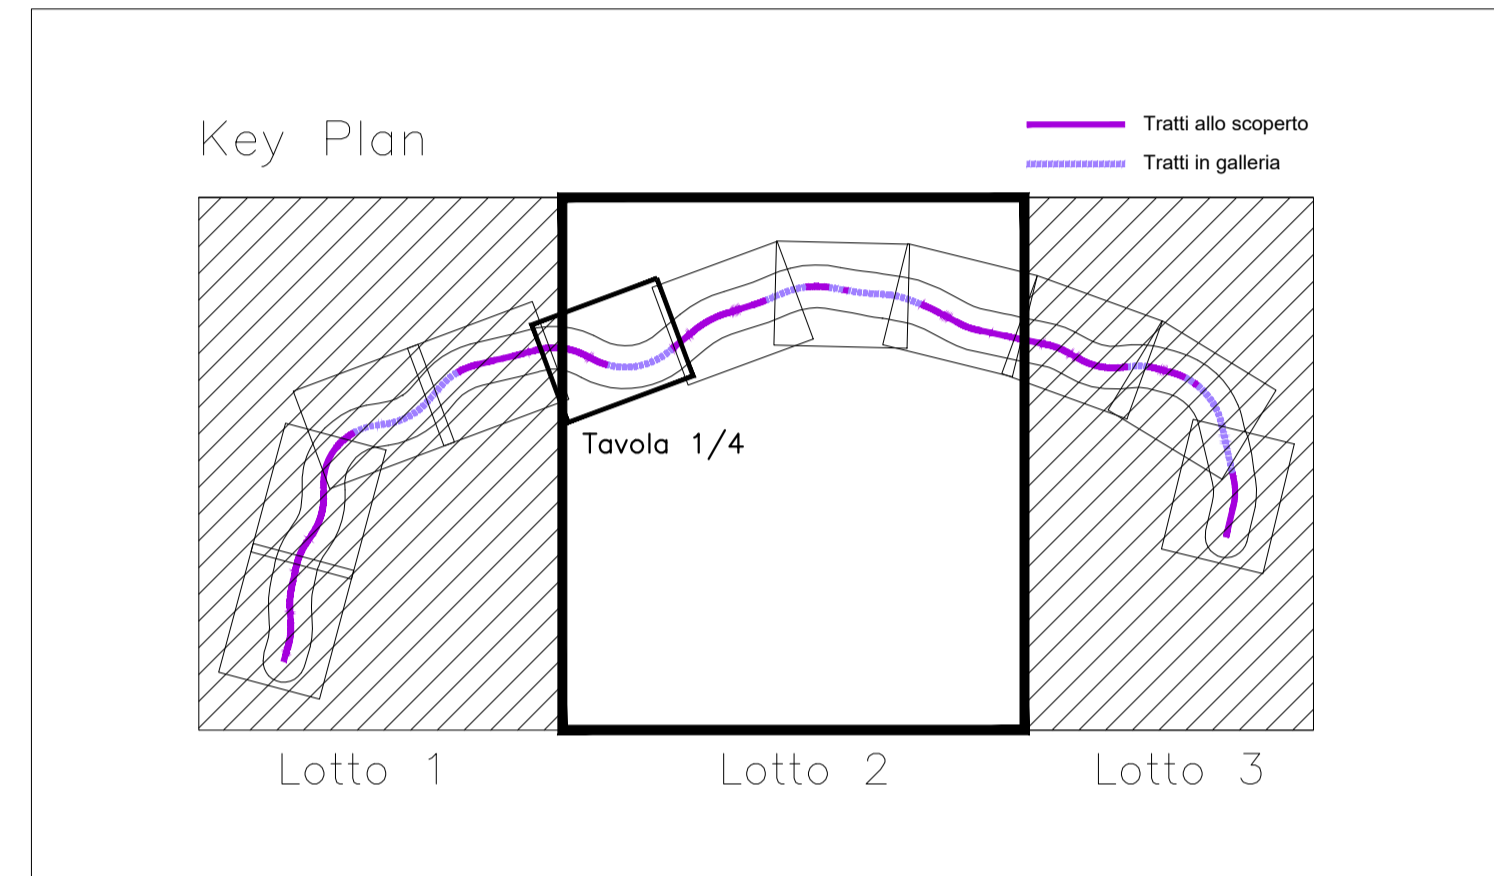 Key Plan
Tratti allo scoperto
Tratti in galleria
Tavola 1/4
Lotto 1
Lotto 2
Lotto 3